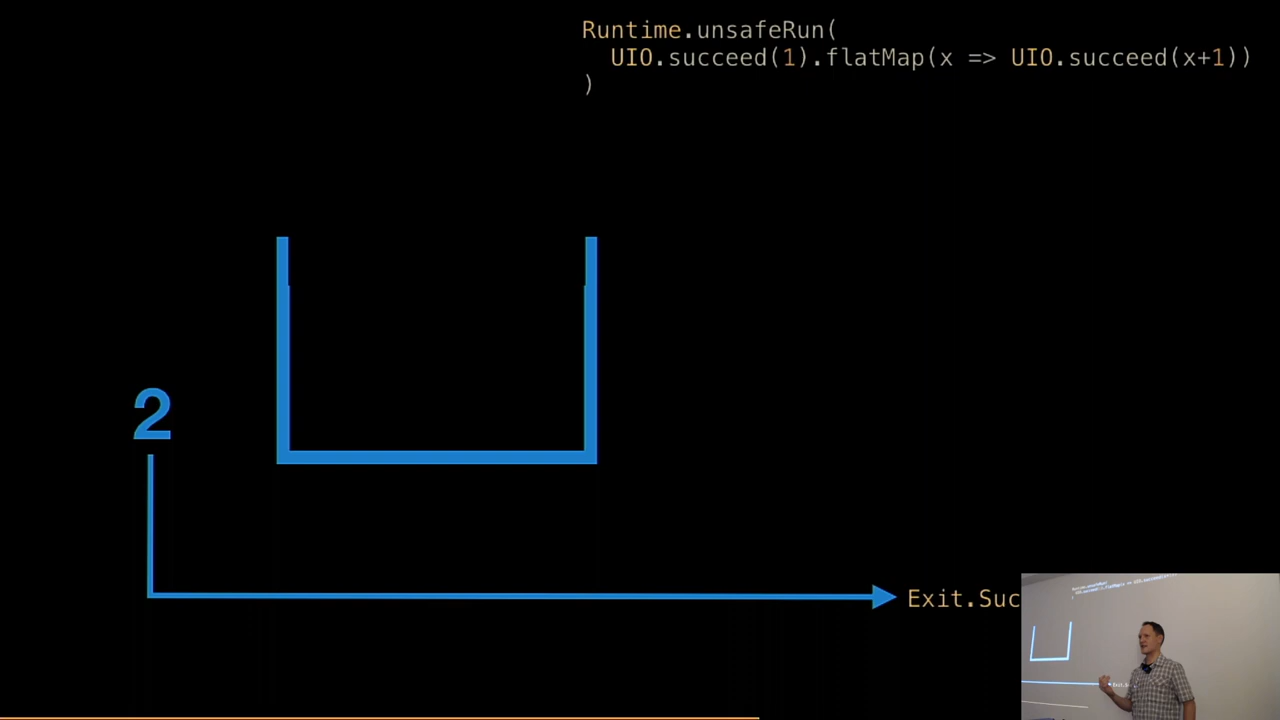 Runtime.unsafeRun(
  UIO.succeed(1).flatMap(x => UIO.succeed(x+1))
)
2
Exit.Suc